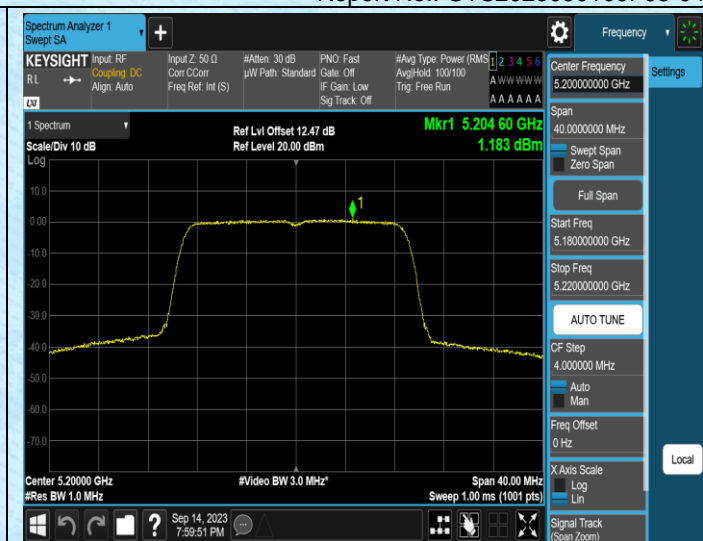 Spectrum Analyzer 1
Swept SA
+
Frequency
KEYSIGHT
R L
LXI
Input: RF
Coupling: DC
Align: Auto
Input Z: 50 Ω
Corr CCorr
Freq Ref: Int (S)
#Atten: 30 dB
µW Path: Standard
PNO: Fast
Gate: Off
IF Gain: Low
Sig Track: Off
#Avg Type: Power (RMS
Avg|Hold: 100/100
Trig: Free Run
1 2 3 4 5 6
A W W W W W
A A A A A A
1 Spectrum
Scale/Div 10 dB
Log
Ref Lvl Offset 12.47 dB
Ref Level 20.00 dBm
Mkr1 5.204 60 GHz
1.183 dBm
1
10.0
0.00
-10.0
-20.0
-30.0
-40.0
-50.0
-60.0
-70.0
Center 5.20000 GHz
#Res BW 1.0 MHz
#Video BW 3.0 MHz*
Span 40.00 MHz
Sweep 1.00 ms (1001 pts)
?
Sep 14, 2023
7:59:51 PM
Center Frequency
5.200000000 GHz
Settings
Span
40.0000000 MHz
Swept Span
Zero Span
Full Span
Start Freq
5.180000000 GHz
Stop Freq
5.220000000 GHz
AUTO TUNE
CF Step
4.000000 MHz
Auto
Man
Freq Offset
0 Hz
X Axis Scale
Log
Lin
Local
Signal Track
(Span Zoom)